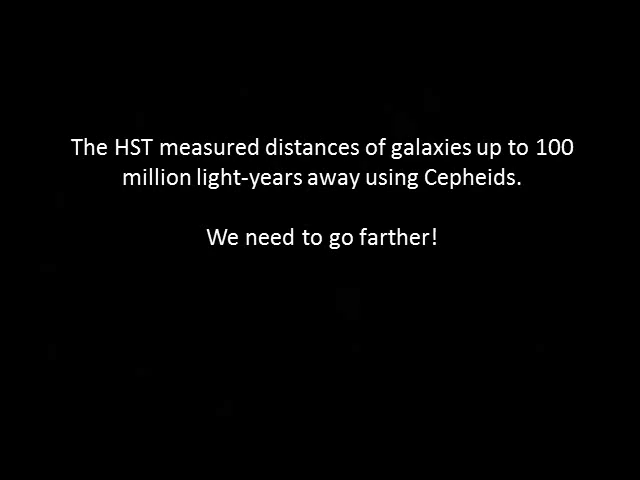 The HST measured distances of galaxies up to 100
million light-years away using Cepheids.
We need to go farther!